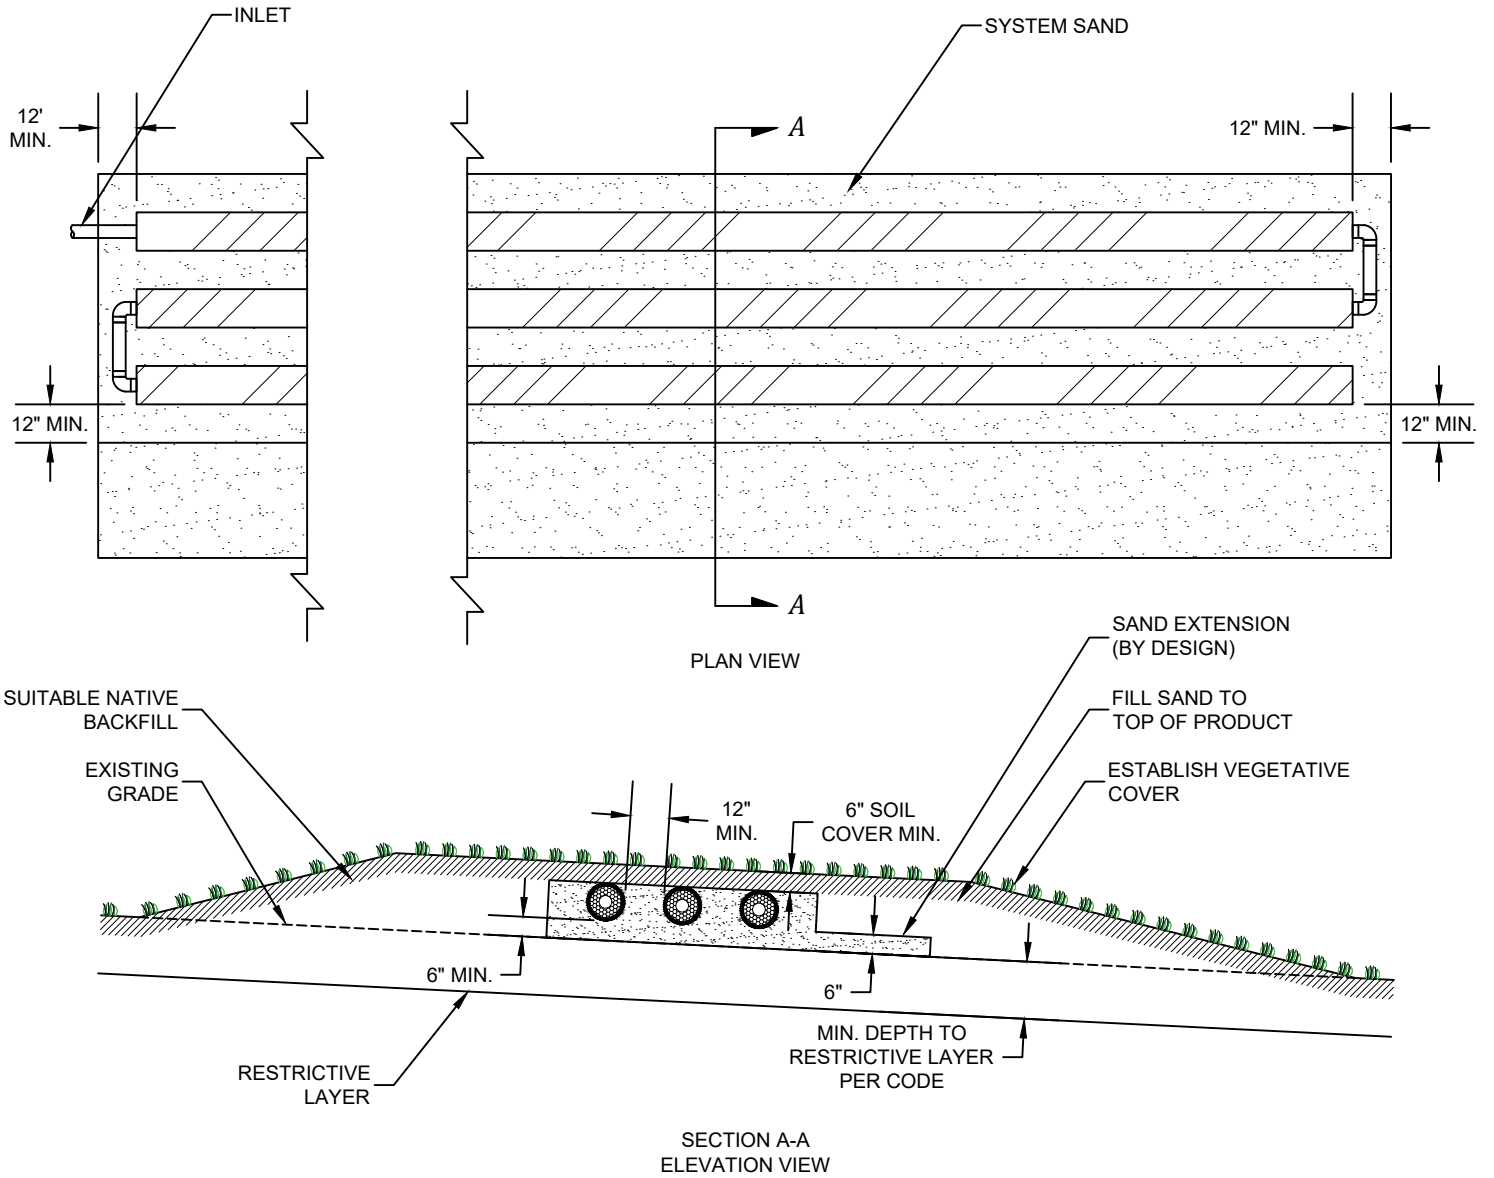 INLET
SYSTEM SAND
12'
MIN.
A
12" MIN.
12" MIN.
12" MIN.
A
PLAN VIEW
SAND EXTENSION
(BY DESIGN)
SUITABLE NATIVE
BACKFILL
FILL SAND TO
TOP OF PRODUCT
EXISTING
GRADE
ESTABLISH VEGETATIVE
COVER
12"
MIN.
6" SOIL
COVER MIN.
6" MIN.
6"
MIN. DEPTH TO
RESTRICTIVE LAYER
PER CODE
RESTRICTIVE
LAYER
SECTION A-A
ELEVATION VIEW